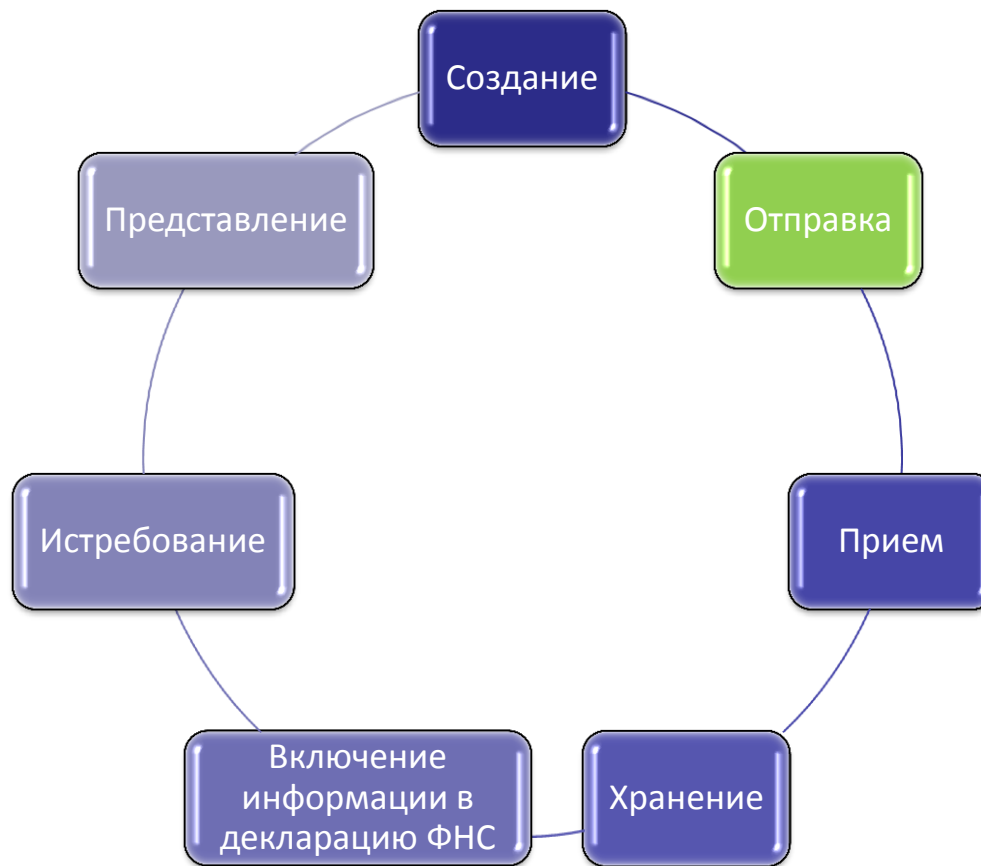 Создание
Отправка
Прием
Хранение
Включение
информации в
декларацию ФНС
Истребование
Представление